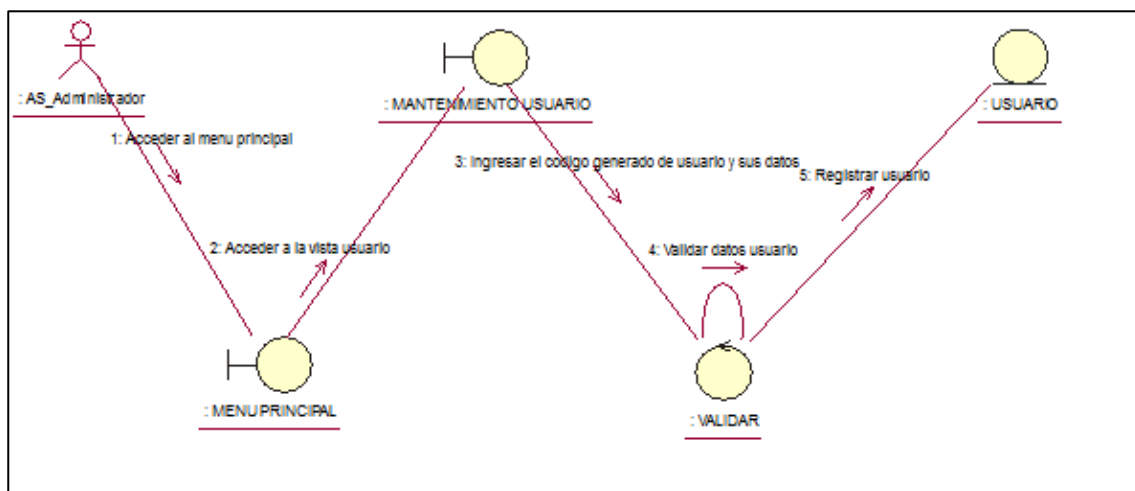 : AS_Administrador
: MANTENIMIENTO USUARIO
: USUARIO
1: Acceder al menu principal
3: Ingresar el codigo generado de usuario y sus datos
5: Registrar usuario
2: Acceder a la vista usuario
4: Validar datos usuario
: MENU PRINCIPAL
: VALIDAR